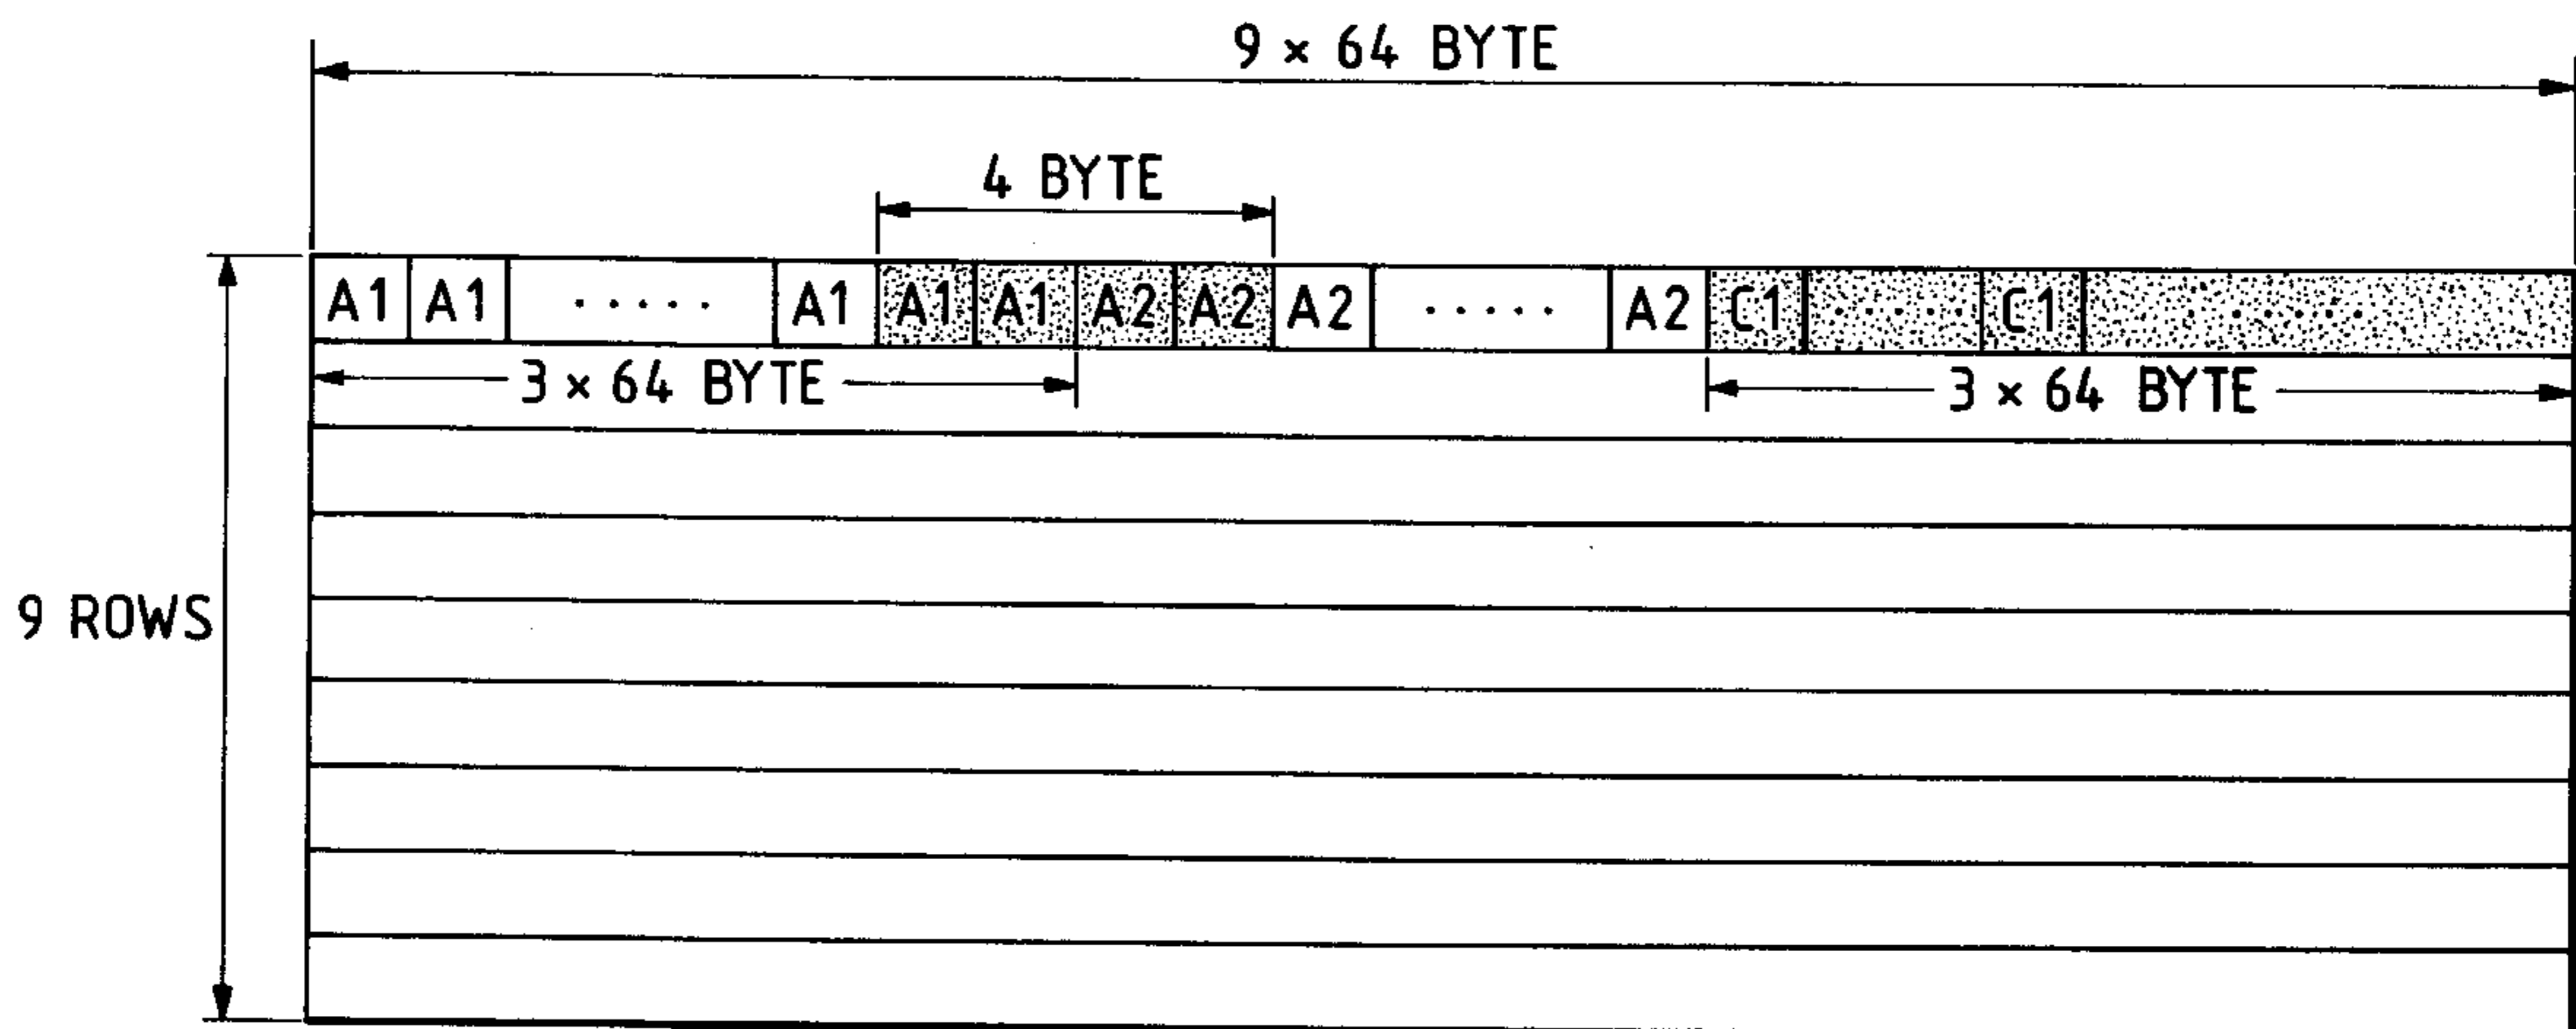 9 × 64 BYTE
4 BYTE
A1 A1 ..... A1 A1 A1 A2 A2 A2 ..... A2 C1 ..... C1 .....
3 × 64 BYTE 3 × 64 BYTE
9 ROWS